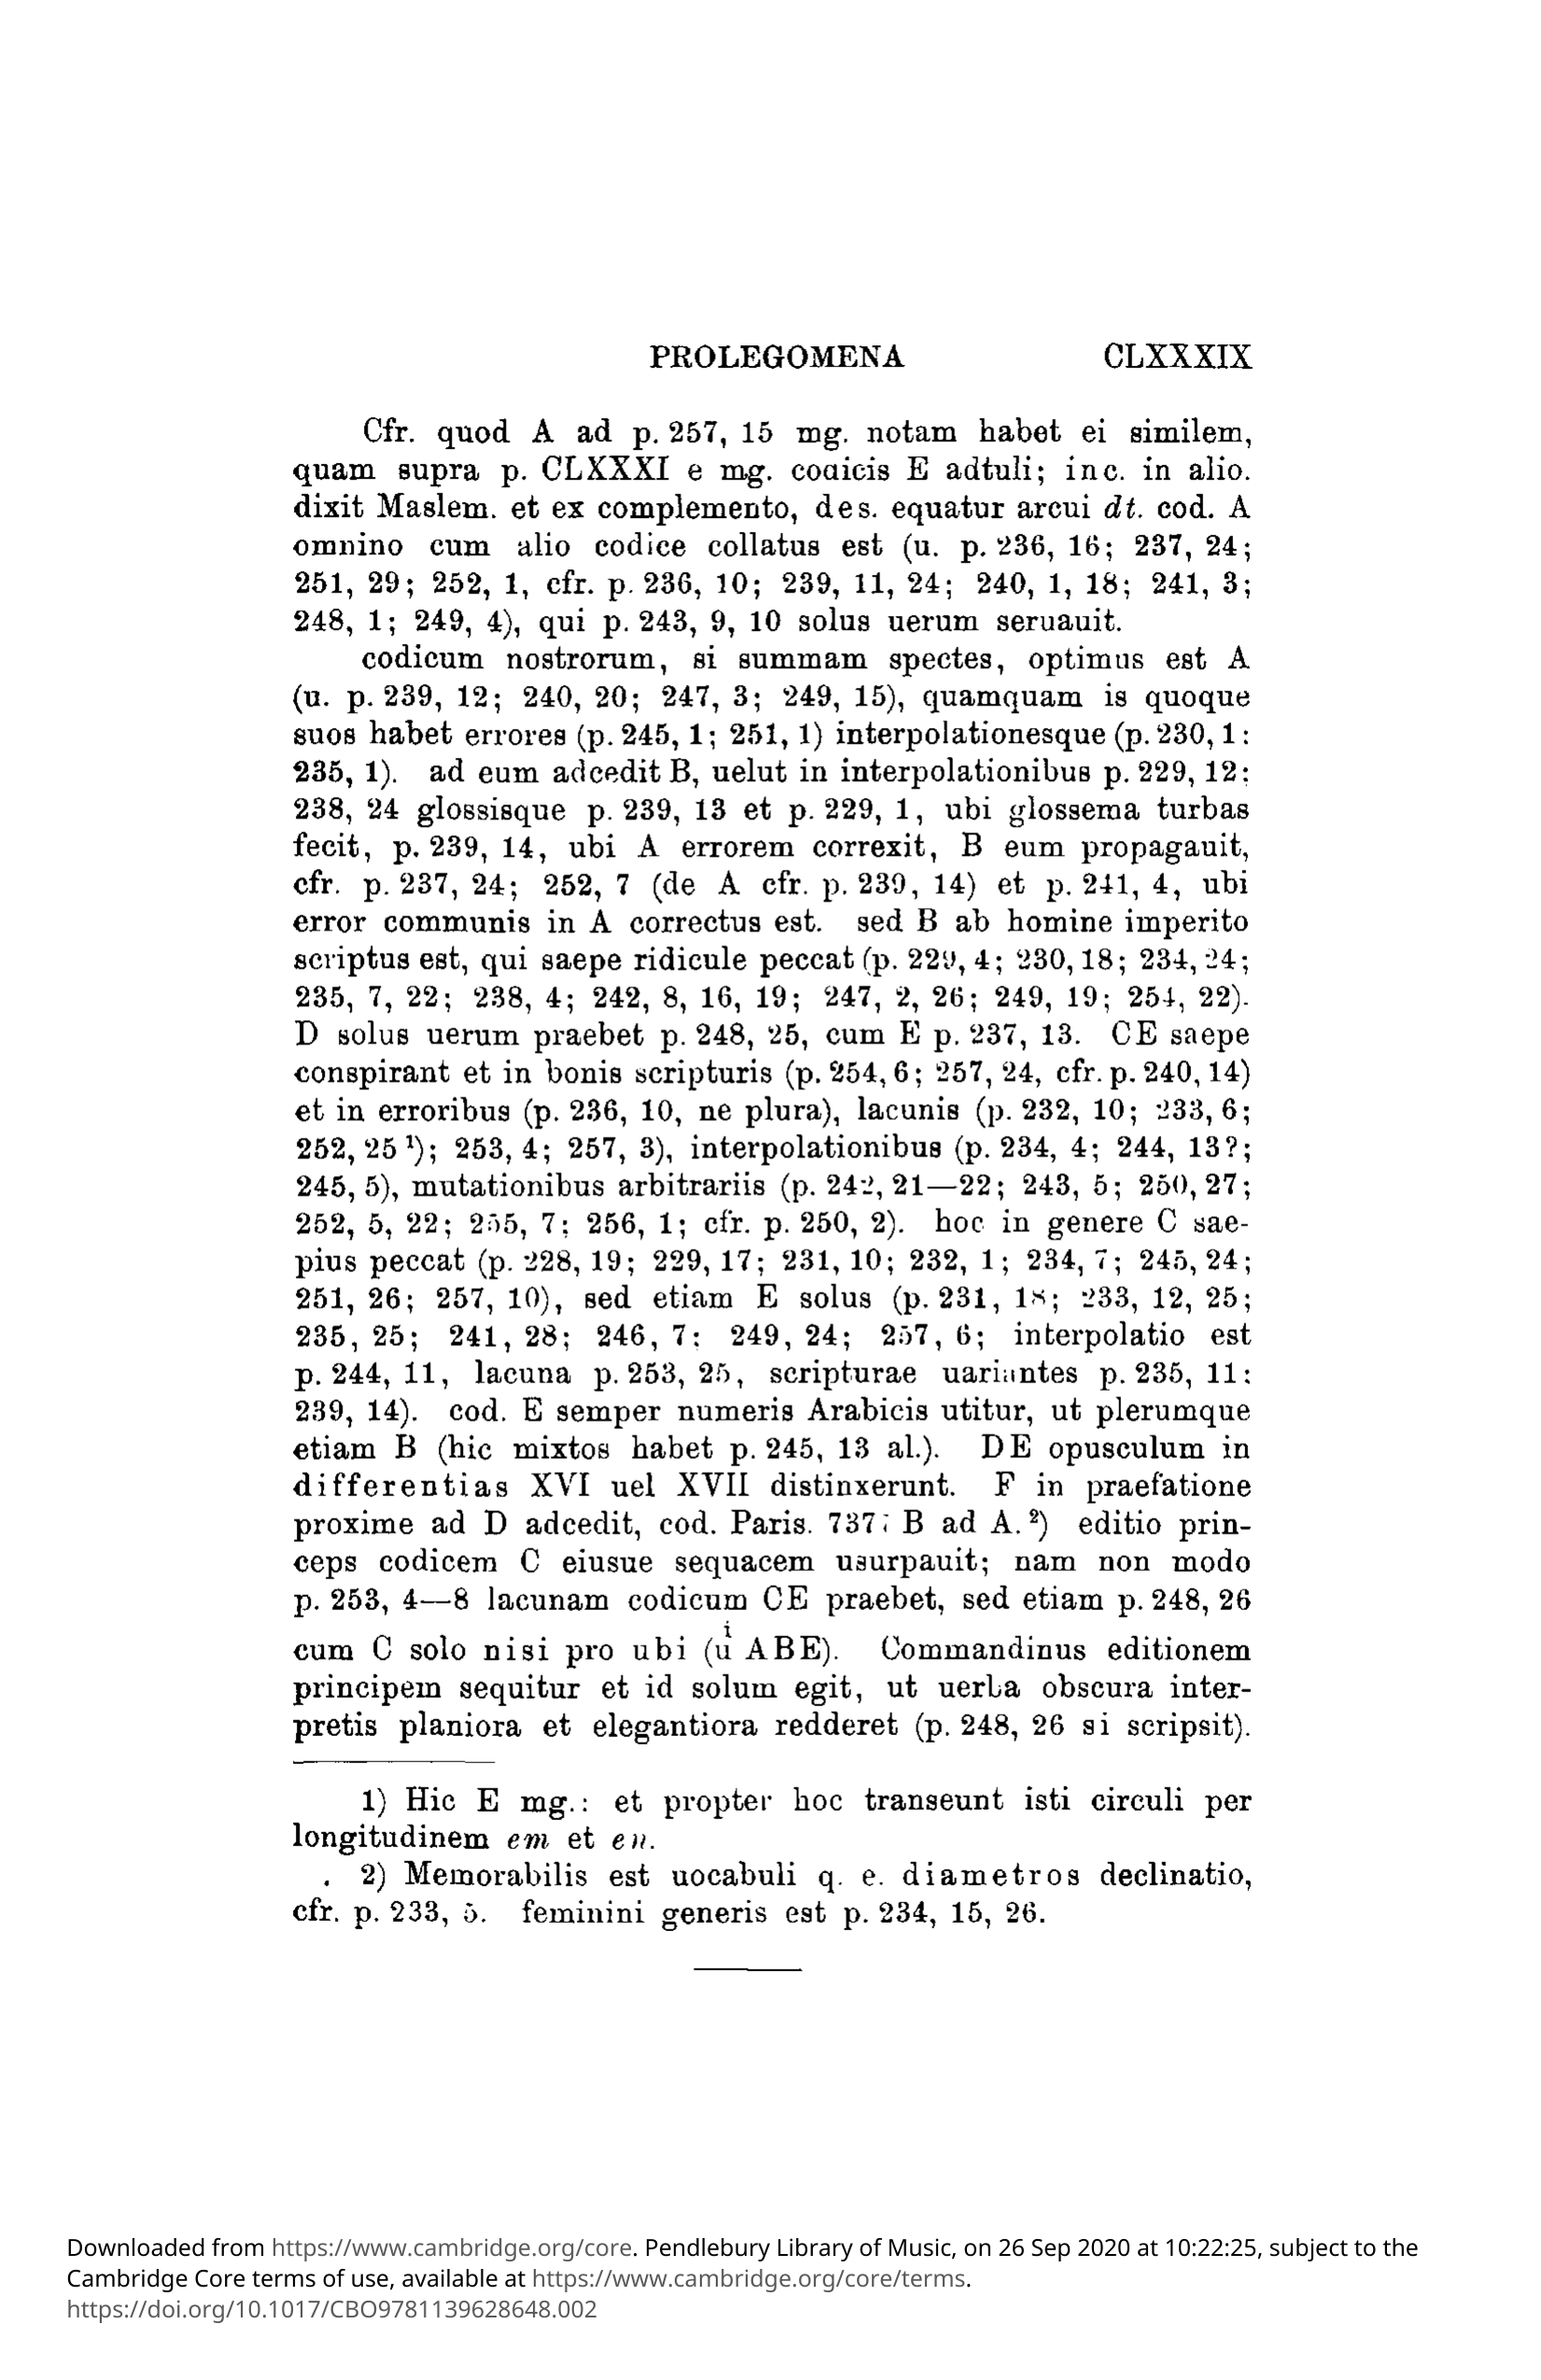 PROLEGOMENA CLXXXIX
Cfr. quod A ad p. 257, 15 mg. notam habet ei similem,
quam supra p. CLXXXI e mg. codicis E adtuli; inc. in alio.
dixit Maslem. et ex complemento, des. equatur arcui dt. cod. A
omnino cum alio codice collatus est (u. p. 236, 16; 237, 24;
251, 29; 252, 1, cfr. p. 236, 10; 239, 11, 24; 240, 1, 18; 241, 3;
248, 1; 249, 4), qui p. 243, 9, 10 solus uerum seruauit.
codicum nostrorum, si summam spectes, optimus est A
(u. p. 239, 12; 240, 20; 247, 3; 249, 15), quamquam is quoque
suos habet errores (p. 245, 1; 251, 1) interpolationesque (p. 230, 1:
235, 1). ad eum adcedit B, uelut in interpolationibus p. 229, 12:
238, 24 glossisque p. 239, 13 et p. 229, 1, ubi glossema turbas
fecit, p. 239, 14, ubi A errorem correxit, B eum propagauit,
cfr. p. 237, 24; 252, 7 (de A cfr. p. 239, 14) et p. 241, 4, ubi
error communis in A correctus est. sed B ab homine imperito
scriptus est, qui saepe ridicule peccat (p. 229, 4; 230, 18; 234, 24;
235, 7, 22; 238, 4; 242, 8, 16, 19; 247, 2, 26; 249, 19; 254, 22).
D solus uerum praebet p. 248, 25, cum E p. 237, 13. CE saepe
conspirant et in bonis scripturis (p. 254, 6; 257, 24, cfr. p. 240, 14)
et in erroribus (p. 236, 10, ne plura), lacunis (p. 232, 10; 233, 6;
252, 25 ¹); 253, 4; 257, 3), interpolationibus (p. 234, 4; 244, 13?;
245, 5), mutationibus arbitrariis (p. 242, 21—22; 243, 5; 250, 27;
252, 5, 22; 255, 7; 256, 1; cfr. p. 250, 2). hoc in genere C sae-
pius peccat (p. 228, 19; 229, 17; 231, 10; 232, 1; 234, 7; 245, 24;
251, 26; 257, 10), sed etiam E solus (p. 231, 18; 233, 12, 25;
235, 25; 241, 28; 246, 7: 249, 24; 257, 6; interpolatio est
p. 244, 11, lacuna p. 253, 25, scripturae uariantes p. 235, 11:
239, 14). cod. E semper numeris Arabicis utitur, ut plerumque
etiam B (hic mixtos habet p. 245, 13 al.). DE opusculum in
differentias XVI uel XVII distinxerunt. F in praefatione
proxime ad D adcedit, cod. Paris. 7377 B ad A.²) editio prin-
ceps codicem C eiusue sequacem usurpauit; nam non modo
p. 253, 4—8 lacunam codicum CE praebet, sed etiam p. 248, 26
cum C solo nisi pro ubi (uͥ ABE). Commandinus editionem
principem sequitur et id solum egit, ut uerba obscura inter-
pretis planiora et elegantiora redderet (p. 248, 26 si scripsit).
1) Hic E mg.: et propter hoc transeunt isti circuli per
longitudinem em et en.
2) Memorabilis est uocabuli q. e. diametros declinatio,
cfr. p. 233, 5. feminini generis est p. 234, 15, 26.
Downloaded from https://www.cambridge.org/core. Pendlebury Library of Music, on 26 Sep 2020 at 10:22:25, subject to the
Cambridge Core terms of use, available at https://www.cambridge.org/core/terms.
https://doi.org/10.1017/CBO9781139628648.002